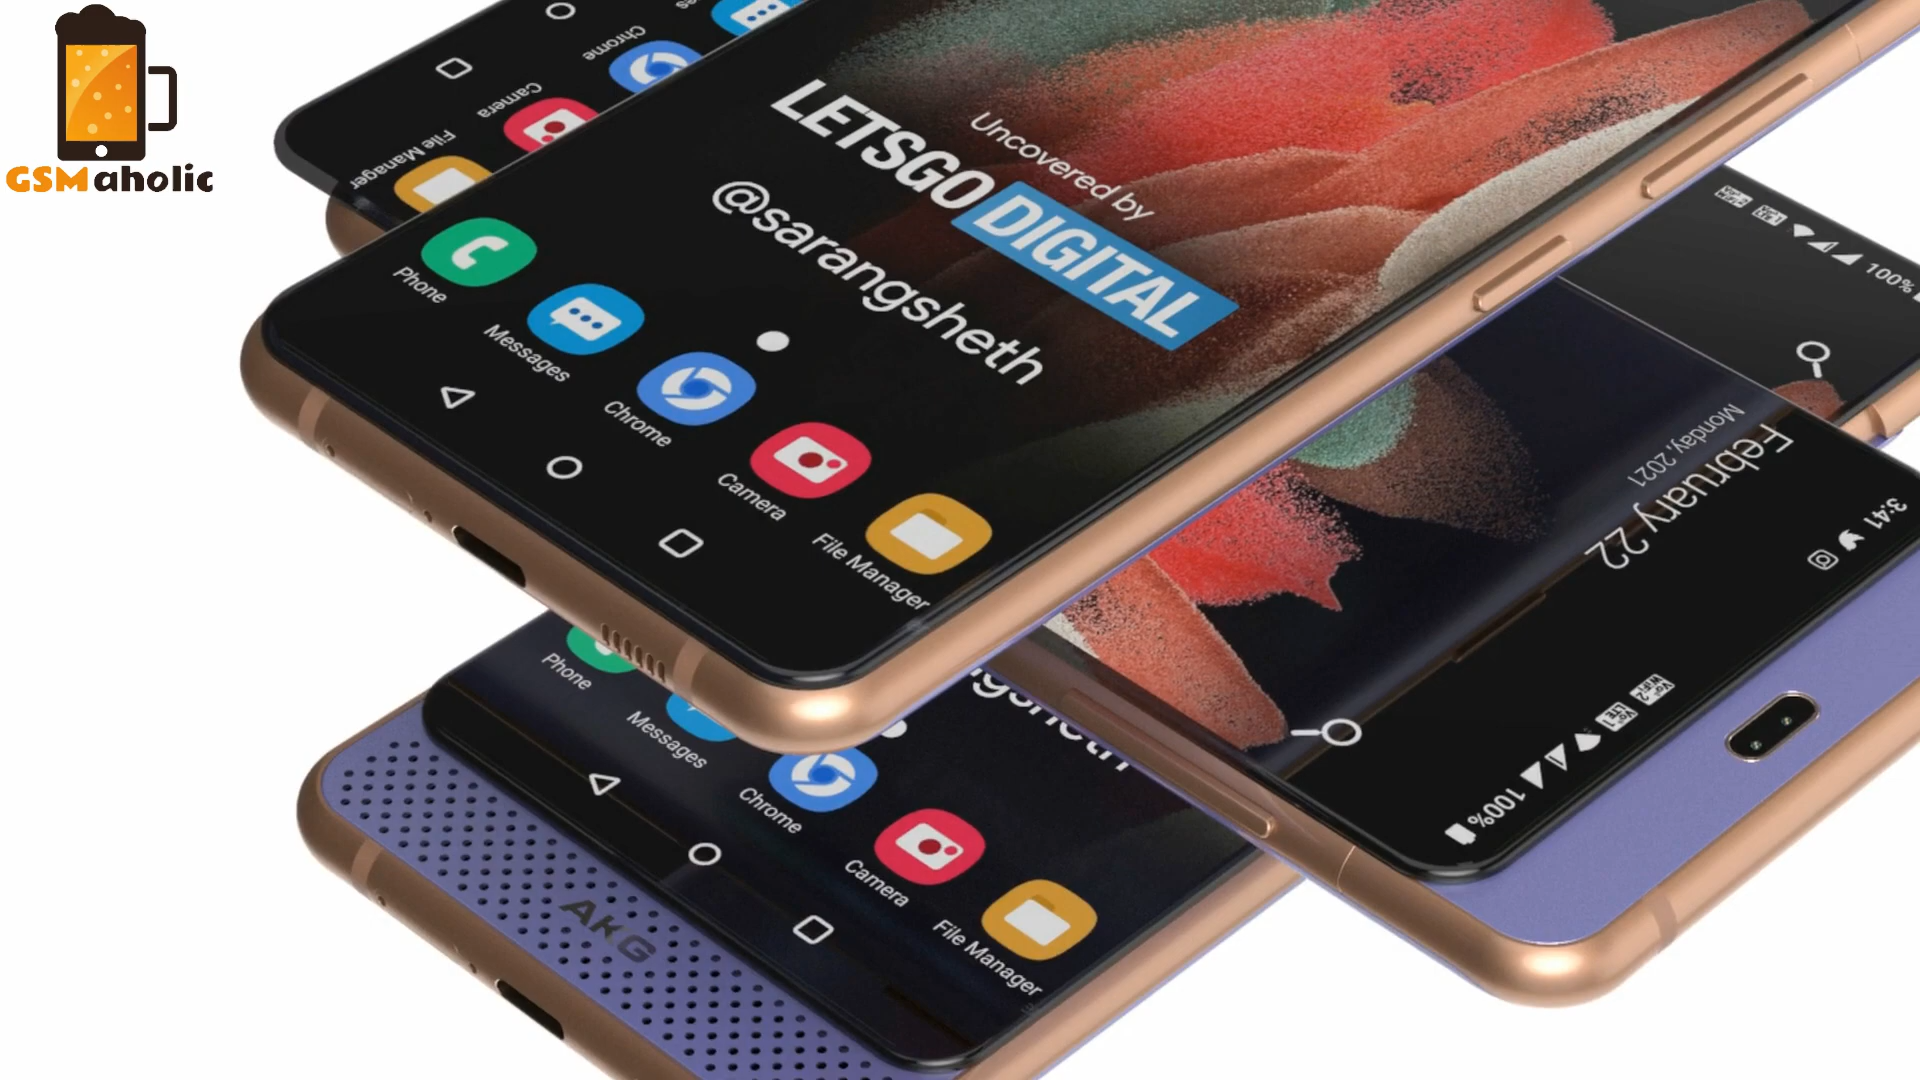 GSMaholic
Chrome
Camera
File Manager
Uncovered by
LETSGO DIGITAL
@sarangsheth
Phone
Messages
Chrome
Camera
File Manager
100%
Monday, 2021
February 22
3:41
100%
Phone
Messages
Chrome
Camera
File Manager
AKG